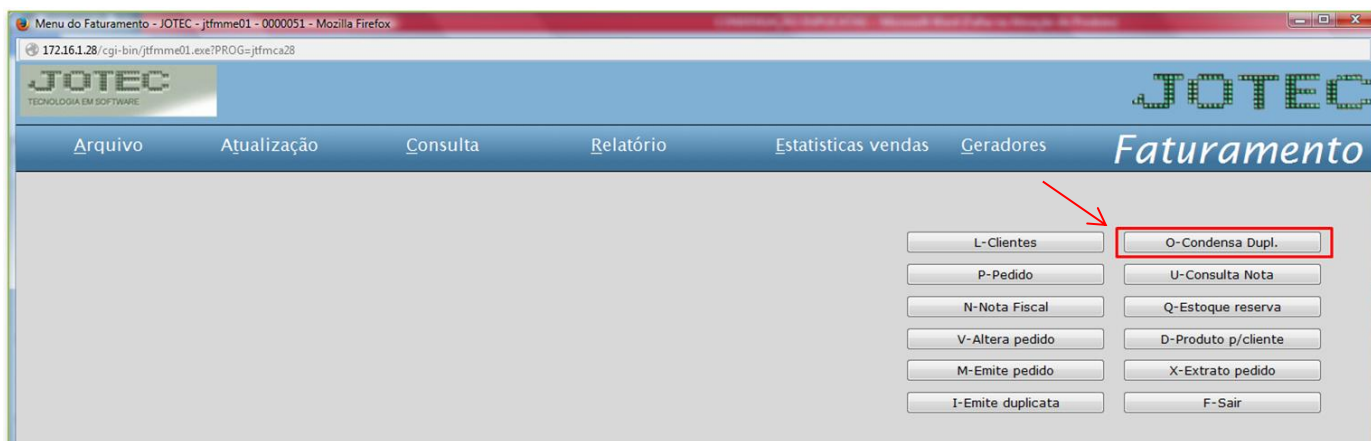 Menu do Faturamento - JOTEC - jtfmme01 - 0000051 - Mozilla Firefox
172.16.1.28/cgi-bin/jtfmme01.exe?PROG=jtfmca28
JOTEC
TECNOLOGIA EM SOFTWARE
JOTEC
Arquivo Atualização Consulta Relatório Estatisticas vendas Geradores Faturamento
L-Clientes O-Condensa Dupl.
P-Pedido U-Consulta Nota
N-Nota Fiscal Q-Estoque reserva
V-Altera pedido D-Produto p/cliente
M-Emite pedido X-Extrato pedido
I-Emite duplicata F-Sair